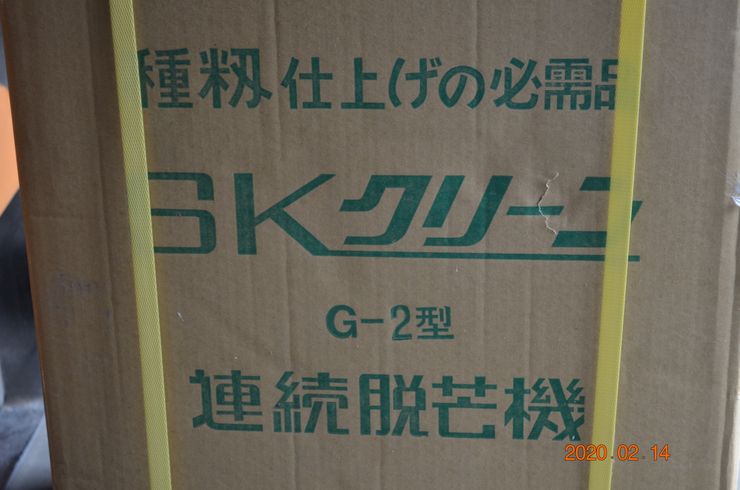 種籾仕上げの必需品
SKクリーン
G-2型
連続脱芒機
2020.02.14